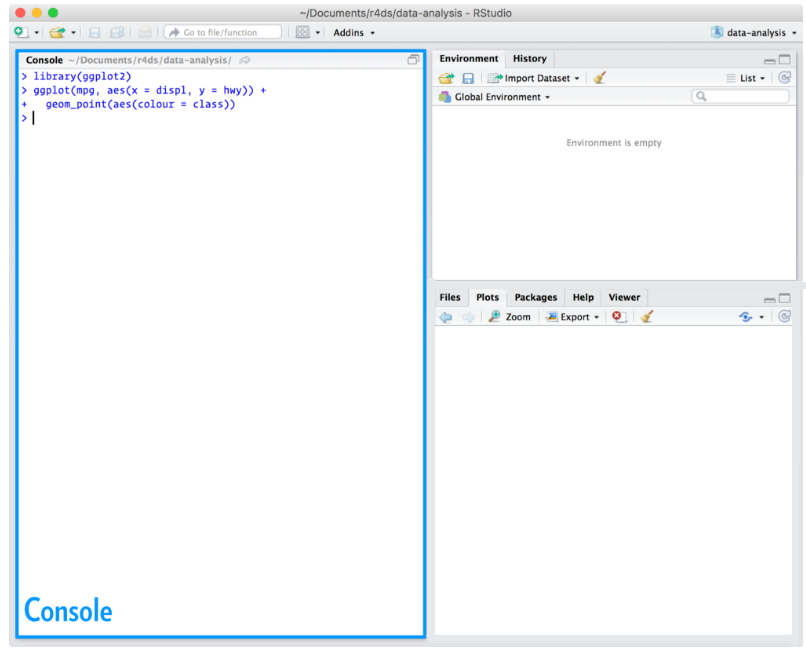 ~/Documents/r4ds/data-analysis - RStudio
Go to file/function Addins data-analysis
Console ~/Documents/r4ds/data-analysis/
> library(ggplot2)
> ggplot(mpg, aes(x = displ, y = hwy)) +
+   geom_point(aes(colour = class))
>
Console
Environment History
Import Dataset List
Global Environment
Environment is empty
Files Plots Packages Help Viewer
Zoom Export